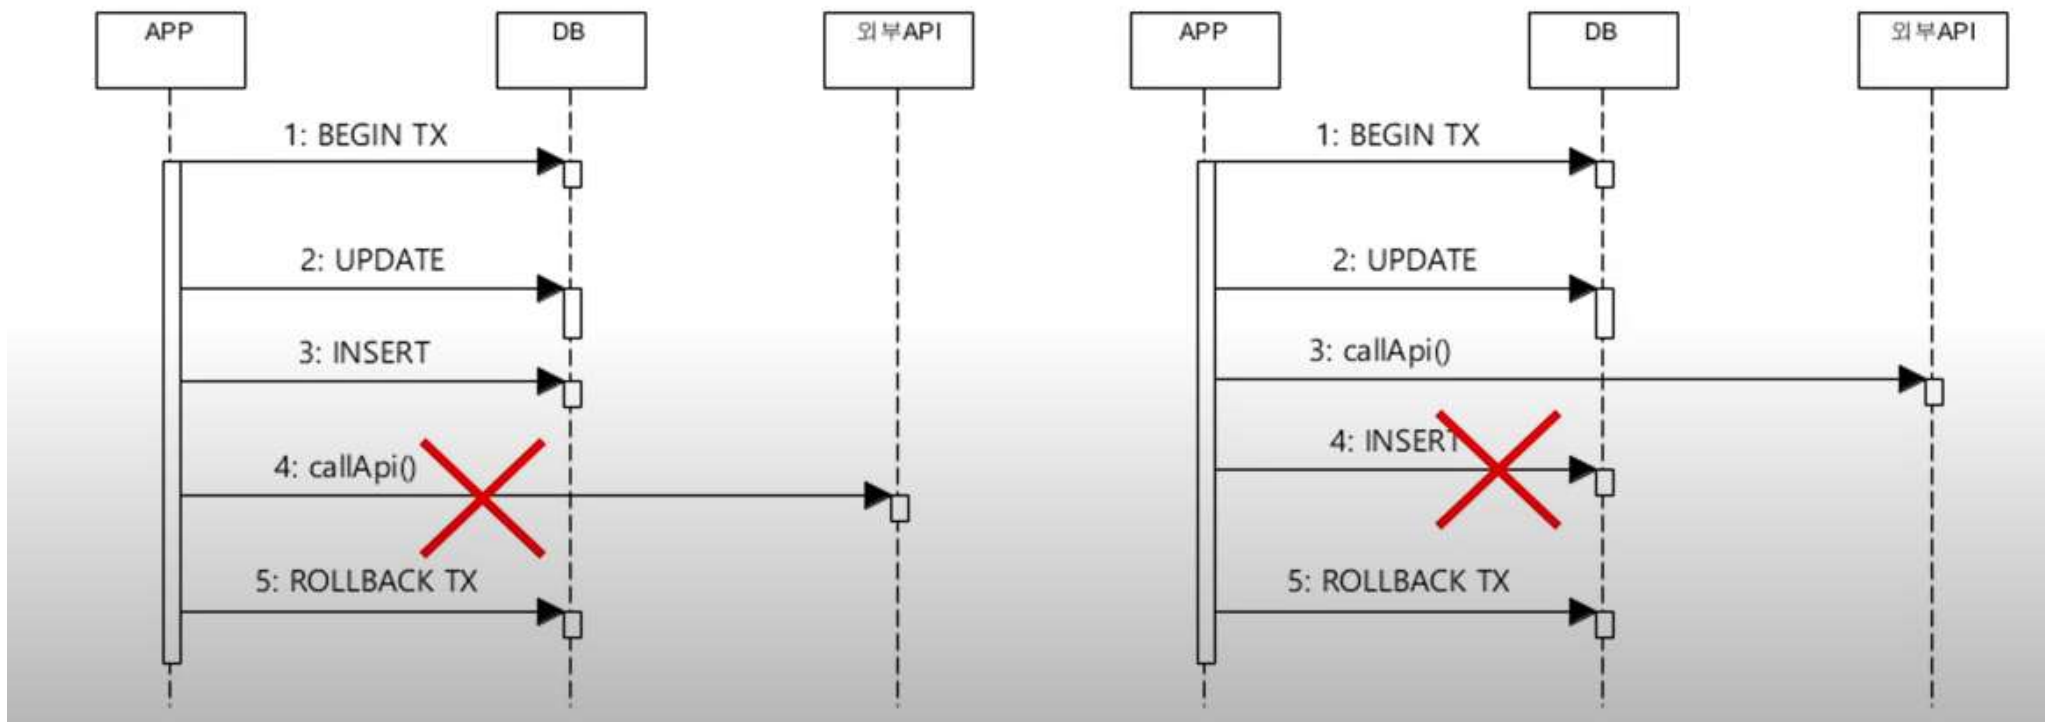 APP
DB
외부API
1: BEGIN TX
2: UPDATE
3: INSERT
4: callApi()
5: ROLLBACK TX
APP
DB
외부API
1: BEGIN TX
2: UPDATE
3: callApi()
4: INSERT
5: ROLLBACK TX